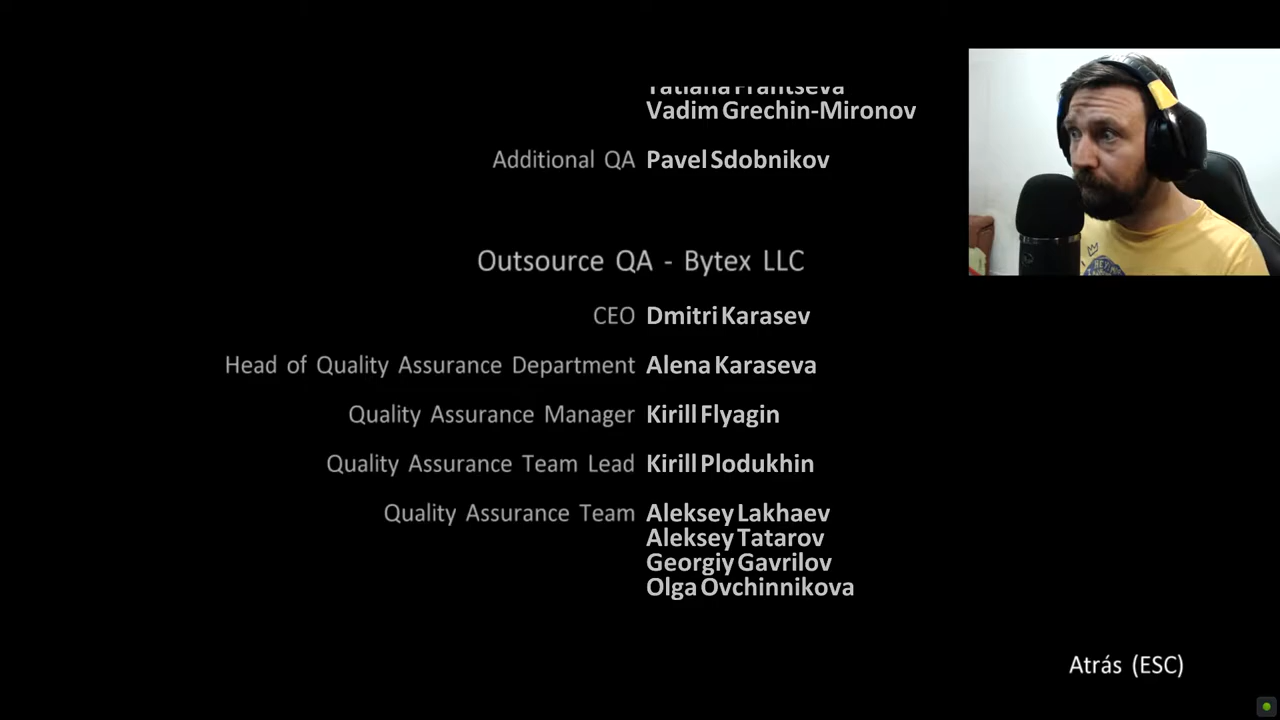 Tatiana Frantseva
Vadim Grechin-Mironov
Additional QA Pavel Sdobnikov
Outsource QA - Bytex LLC
CEO Dmitri Karasev
Head of Quality Assurance Department Alena Karaseva
Quality Assurance Manager Kirill Flyagin
Quality Assurance Team Lead Kirill Plodukhin
Quality Assurance Team Aleksey Lakhaev
Aleksey Tatarov
Georgiy Gavrilov
Olga Ovchinnikova
Atrás (ESC)